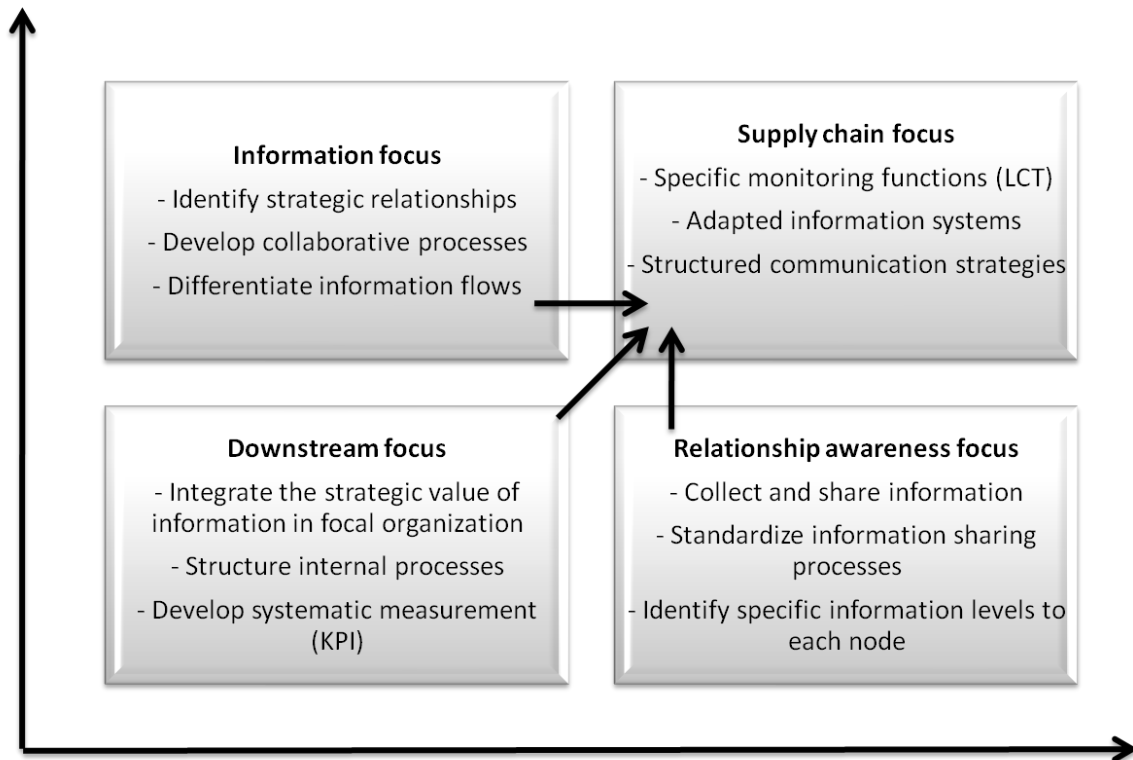 Information focus
- Identify strategic relationships
- Develop collaborative processes
- Differentiate information flows
Supply chain focus
- Specific monitoring functions (LCT)
- Adapted information systems
- Structured communication strategies
Downstream focus
- Integrate the strategic value of
information in focal organization
- Structure internal processes
- Develop systematic measurement
(KPI)
Relationship awareness focus
- Collect and share information
- Standardize information sharing
processes
- Identify specific information levels to
each node